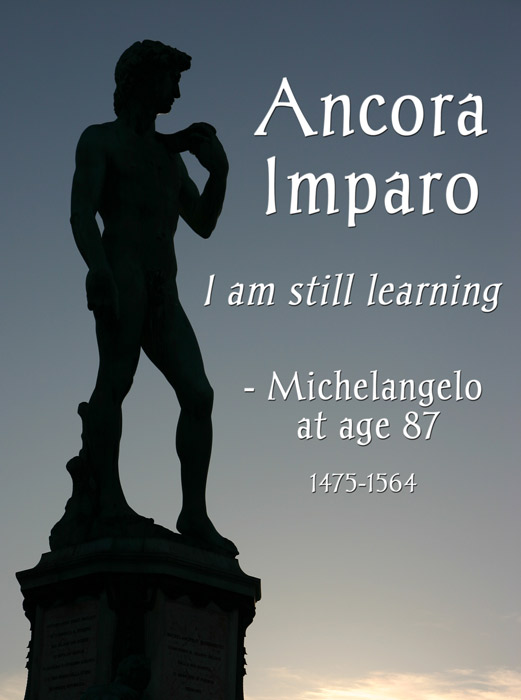 Ancora
Imparo
I am still learning
- Michelangelo
at age 87
1475-1564